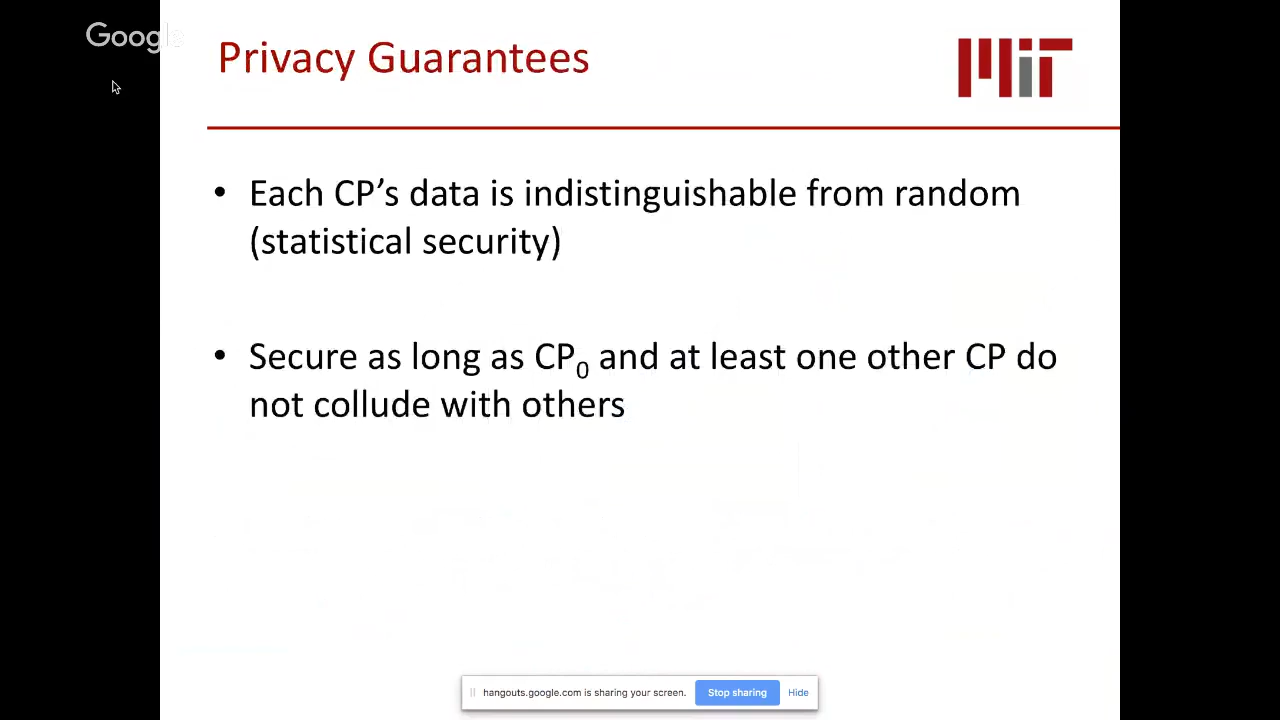 Google
Privacy Guarantees
MIT
• Each CP’s data is indistinguishable from random
(statistical security)
• Secure as long as CP₀ and at least one other CP do
not collude with others
hangouts.google.com is sharing your screen. Stop sharing Hide